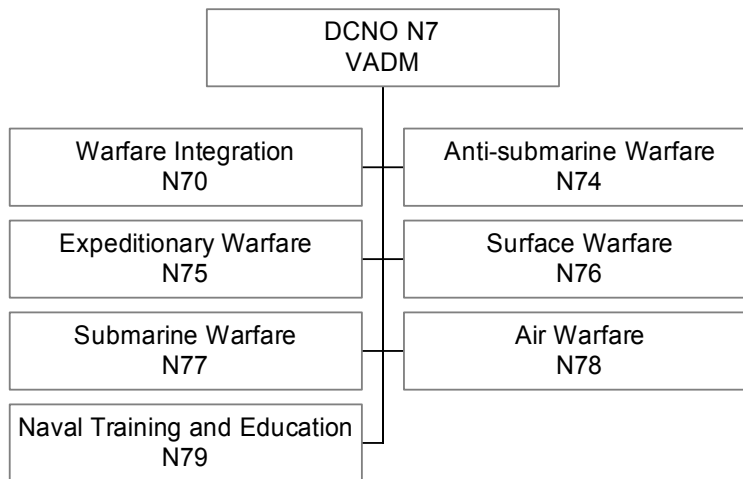 DCNO N7
VADM
Warfare Integration
N70
Anti-submarine Warfare
N74
Expeditionary Warfare
N75
Surface Warfare
N76
Submarine Warfare
N77
Air Warfare
N78
Naval Training and Education
N79